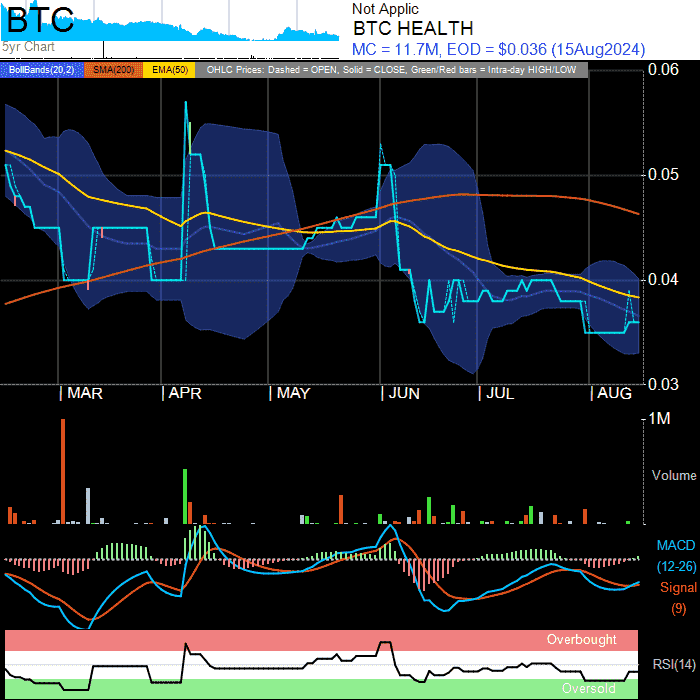 BTC
5yr Chart
Not Applic
BTC HEALTH
MC = 11.7M, EOD = $0.036 (15Aug2024)
BollBands(20,2) SMA(200) EMA(50) OHLC Prices: Dashed = OPEN, Solid = CLOSE, Green/Red bars = Intra-day HIGH/LOW
0.06
0.05
0.04
0.03
MAR APR MAY JUN JUL AUG
1M
Volume
MACD
(12-26)
Signal
(9)
Overbought
RSI(14)
Oversold